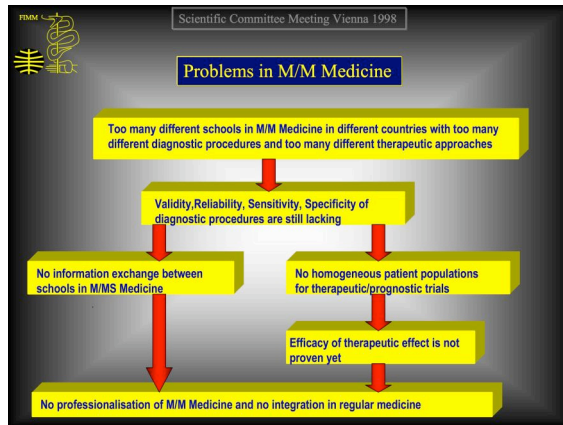 FIMM
Scientific Committee Meeting Vienna 1998
Problems in M/M Medicine
Too many different schools in M/M Medicine in different countries with too many
different diagnostic procedures and too many different therapeutic approaches
Validity,Reliability, Sensitivity, Specificity of
diagnostic procedures are still lacking
No information exchange between
schools in M/MS Medicine
No homogeneous patient populations
for therapeutic/prognostic trials
Efficacy of therapeutic effect is not
proven yet
No professionalisation of M/M Medicine and no integration in regular medicine